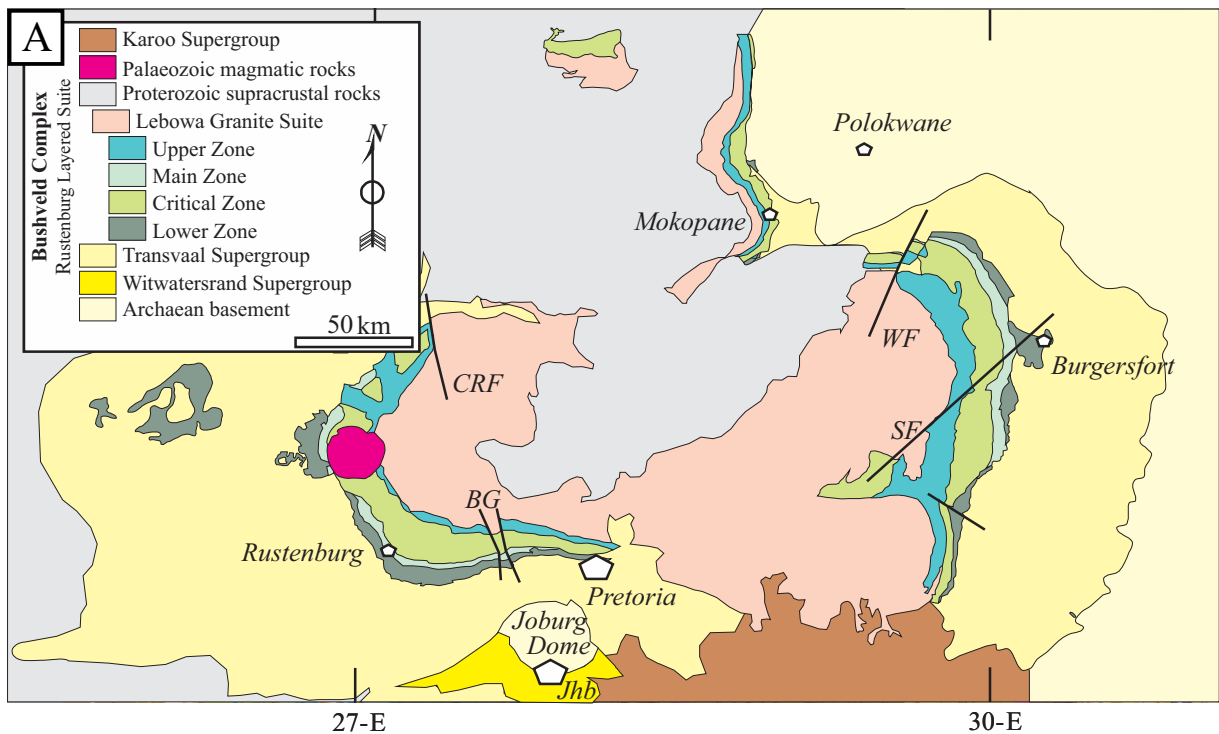 A
Karoo Supergroup
Palaeozoic magmatic rocks
Proterozoic supracrustal rocks
Lebowa Granite Suite
Upper Zone
Main Zone
Critical Zone
Lower Zone
Transvaal Supergroup
Witwatersrand Supergroup
Archaean basement
Bushveld Complex
Rustenburg Layered Suite
N
50 km
Polokwane
Mokopane
WF
Burgersfort
CRF
SF
BG
Rustenburg
Pretoria
Joburg
Dome
Jhb
27-E
30-E